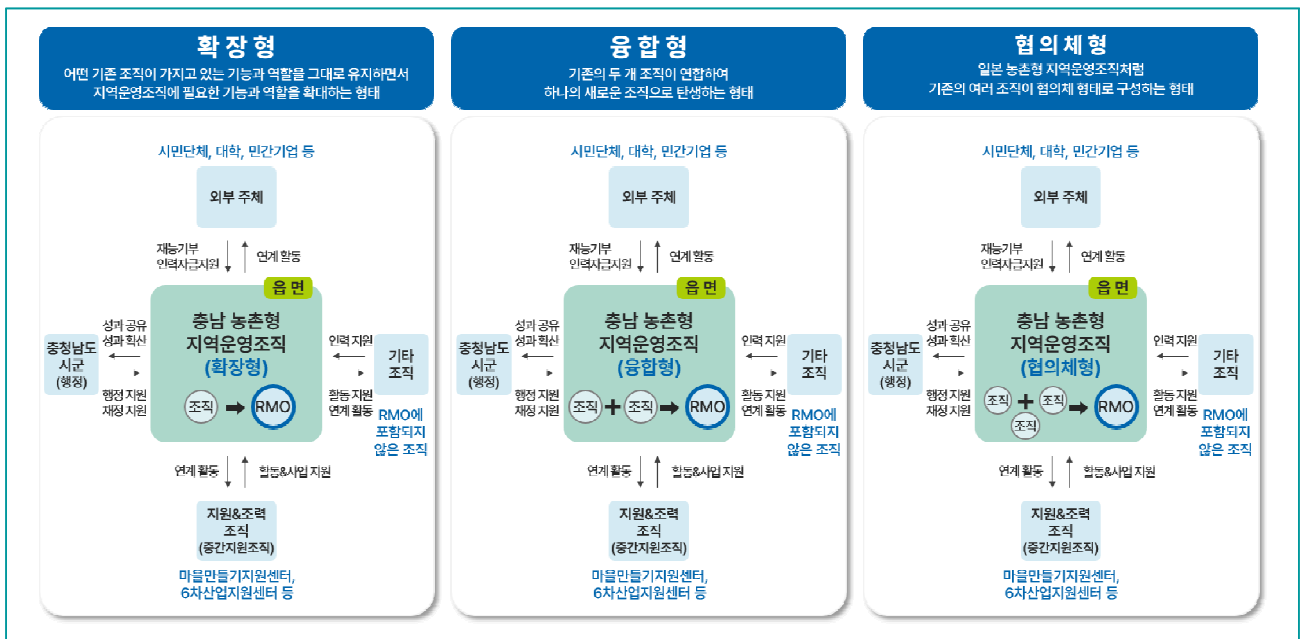 확장형
어떤 기존 조직이 가지고 있는 기능과 역할을 그대로 유지하면서
지역운영조직에 필요한 기능과 역할을 확대하는 형태
시민단체, 대학, 민간기업 등
외부 주체
재능기부
인력자급지원
연계 활동
읍 면
충남 농촌형
지역운영조직
(확장형)
조직
RMO
성과 공유
성과 확산
충청남도
시군
(행정)
행정 지원
재정 지원
인력 지원
기타
조직
활동 지원
연계 활동
RMO에
포함되지
않은 조직
연계 활동
활동&사업 지원
지원&조력
조직
(중간지원조직)
마을만들기지원센터,
6차산업지원센터 등
융합형
기존의 두 개 조직이 연합하여
하나의 새로운 조직으로 탄생하는 형태
시민단체, 대학, 민간기업 등
외부 주체
재능기부
인력자급지원
연계 활동
읍 면
충남 농촌형
지역운영조직
(융합형)
조직
+
조직
RMO
성과 공유
성과 확산
충청남도
시군
(행정)
행정 지원
재정 지원
인력 지원
기타
조직
활동 지원
연계 활동
RMO에
포함되지
않은 조직
연계 활동
활동&사업 지원
지원&조력
조직
(중간지원조직)
마을만들기지원센터,
6차산업지원센터 등
협의체형
일본 농촌형 지역운영조직처럼
기존의 여러 조직이 협의체 형태로 구성하는 형태
시민단체, 대학, 민간기업 등
외부 주체
재능기부
인력자급지원
연계 활동
읍 면
충남 농촌형
지역운영조직
(협의체형)
조직
+
조직
조직
RMO
성과 공유
성과 확산
충청남도
시군
(행정)
행정 지원
재정 지원
인력 지원
기타
조직
활동 지원
연계 활동
RMO에
포함되지
않은 조직
연계 활동
활동&사업 지원
지원&조력
조직
(중간지원조직)
마을만들기지원센터,
6차산업지원센터 등